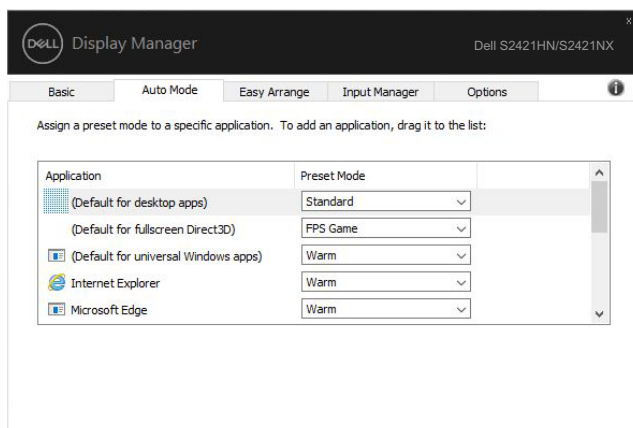 DELL Display Manager Dell S2421HN/S2421NX
Basic Auto Mode Easy Arrange Input Manager Options
Assign a preset mode to a specific application. To add an application, drag it to the list:
Application Preset Mode
(Default for desktop apps) Standard
(Default for fullscreen Direct3D) FPS Game
(Default for universal Windows apps) Warm
Internet Explorer Warm
Microsoft Edge Warm